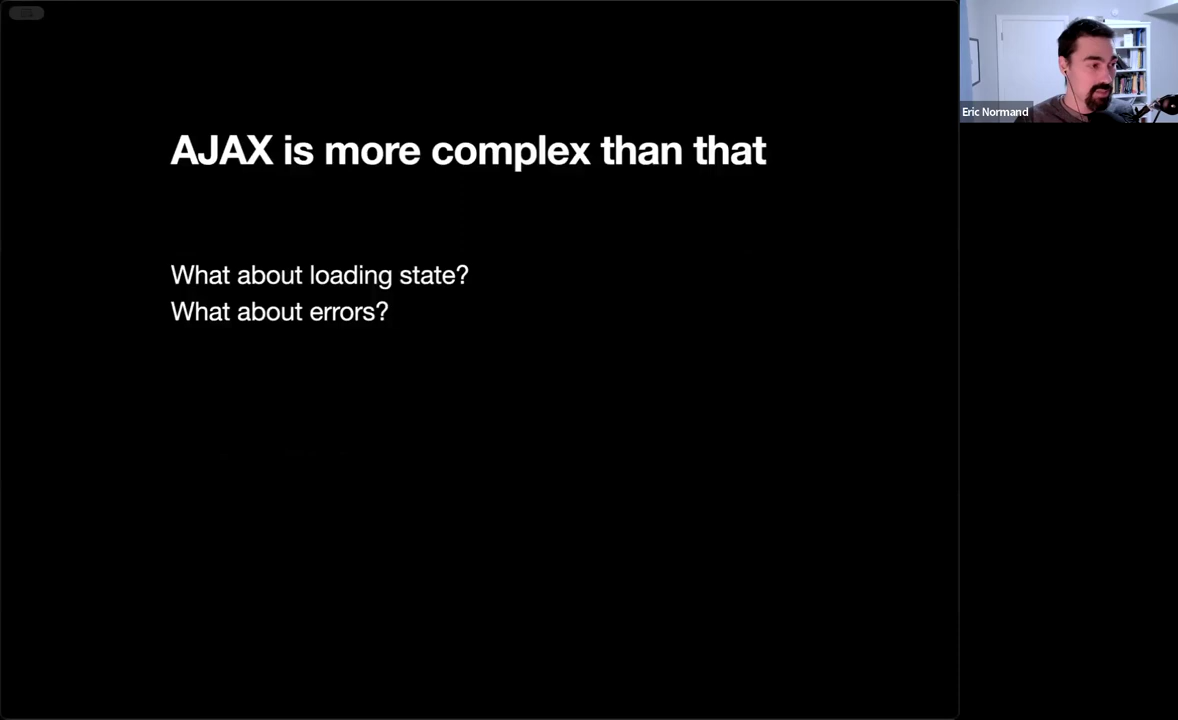 AJAX is more complex than that
What about loading state?
What about errors?
Eric Normand